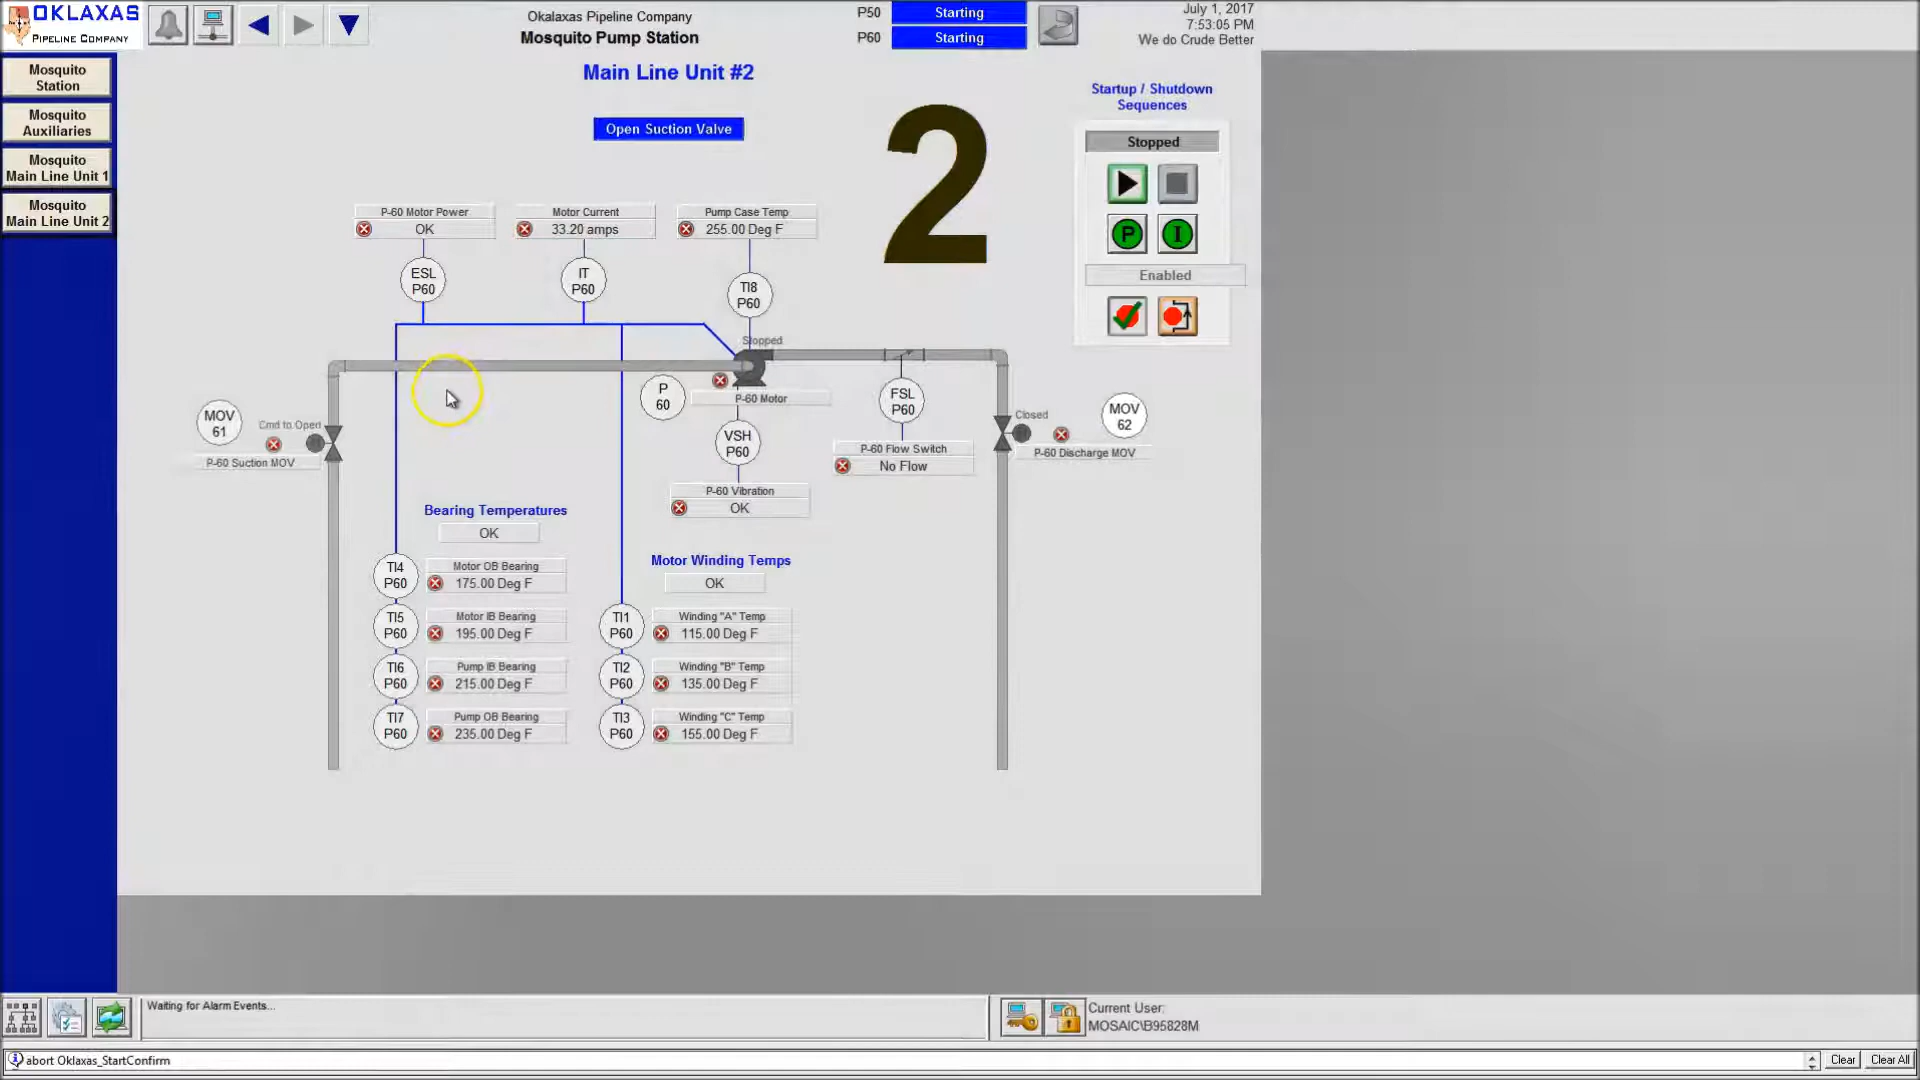 OKLAXAS
PIPELINE COMPANY
Okalaxas Pipeline Company
Mosquito Pump Station
P50 Starting
P60 Starting
July 1, 2017
7:53:05 PM
We do Crude Better
Mosquito
Station
Mosquito
Auxiliaries
Mosquito
Main Line Unit 1
Mosquito
Main Line Unit 2
Main Line Unit #2
Open Suction Valve
2
Startup / Shutdown
Sequences
Stopped
P I
Enabled
P-60 Motor Power
OK
Motor Current
33.20 amps
Pump Case Temp
255.00 Deg F
ESL
P60
IT
P60
TI8
P60
Stopped
P
60
P-60 Motor
VSH
P60
P-60 Vibration
OK
FSL
P60
P-60 Flow Switch
No Flow
MOV
61
Cmd to Oped
P-60 Suction MOV
Closed
MOV
62
P-60 Discharge MOV
Bearing Temperatures
OK
TI4
P60
Motor OB Bearing
175.00 Deg F
TI5
P60
Motor IB Bearing
195.00 Deg F
TI6
P60
Pump IB Bearing
215.00 Deg F
TI7
P60
Pump OB Bearing
235.00 Deg F
Motor Winding Temps
OK
TI1
P60
Winding "A" Temp
115.00 Deg F
TI2
P60
Winding "B" Temp
135.00 Deg F
TI3
P60
Winding "C" Temp
155.00 Deg F
Waiting for Alarm Events...
Current User:
MOSAIC\B95828M
abort Oklaxas_StartConfirm
Clear
Clear All